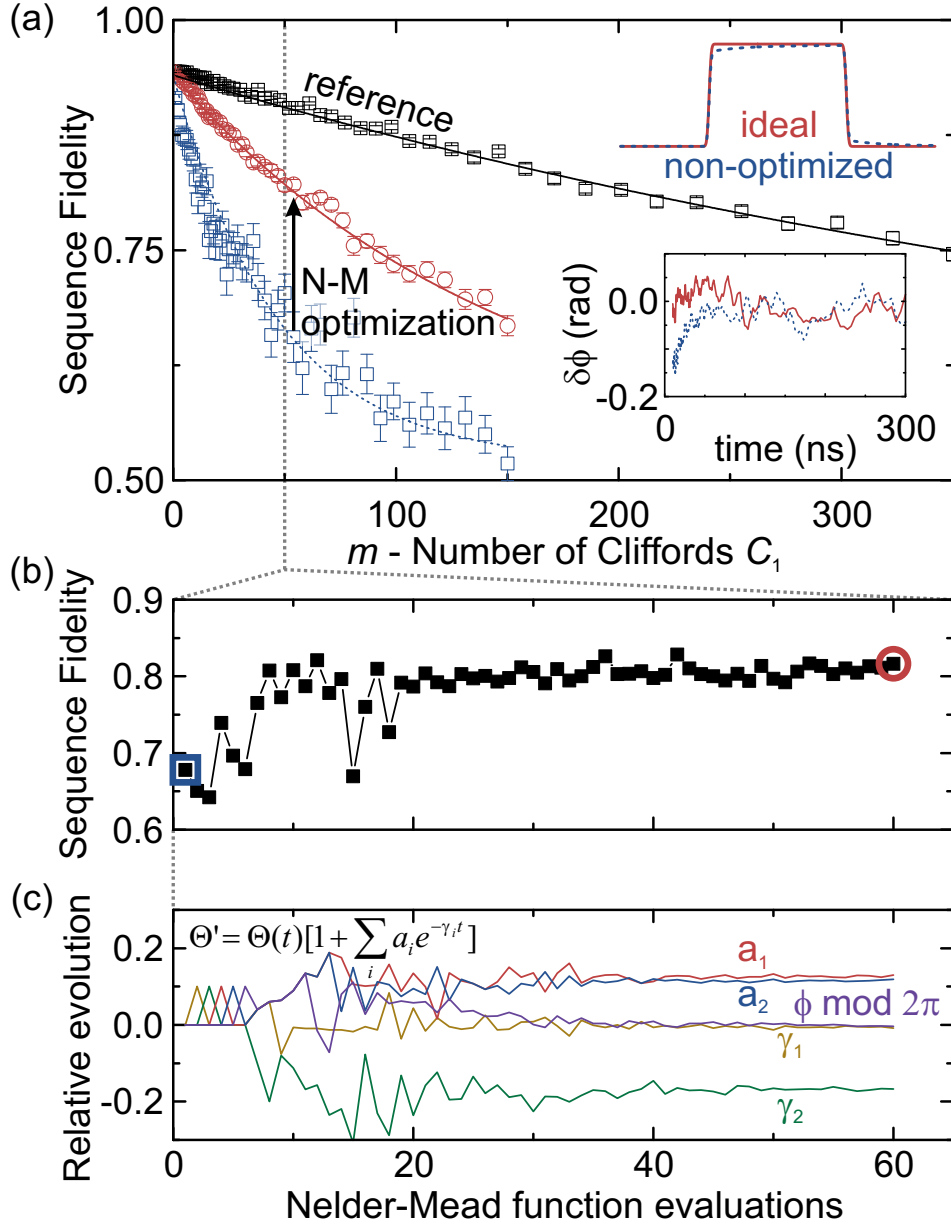 (a)
1.00
0.75
0.50
Sequence Fidelity
reference
ideal
non-optimized
N-M
optimization
0.0
-0.2
δϕ (rad)
0
300
time (ns)
0
100
200
300
m - Number of Cliffords C₁
(b)
0.9
0.8
0.7
0.6
Sequence Fidelity
(c)
0.2
0.0
-0.2
Relative evolution
Θ' = Θ(t)[1 + ∑ᵢ aᵢe^{-γᵢt}]
a₁
a₂
ϕ mod 2π
γ₁
γ₂
0
20
40
60
Nelder-Mead function evaluations